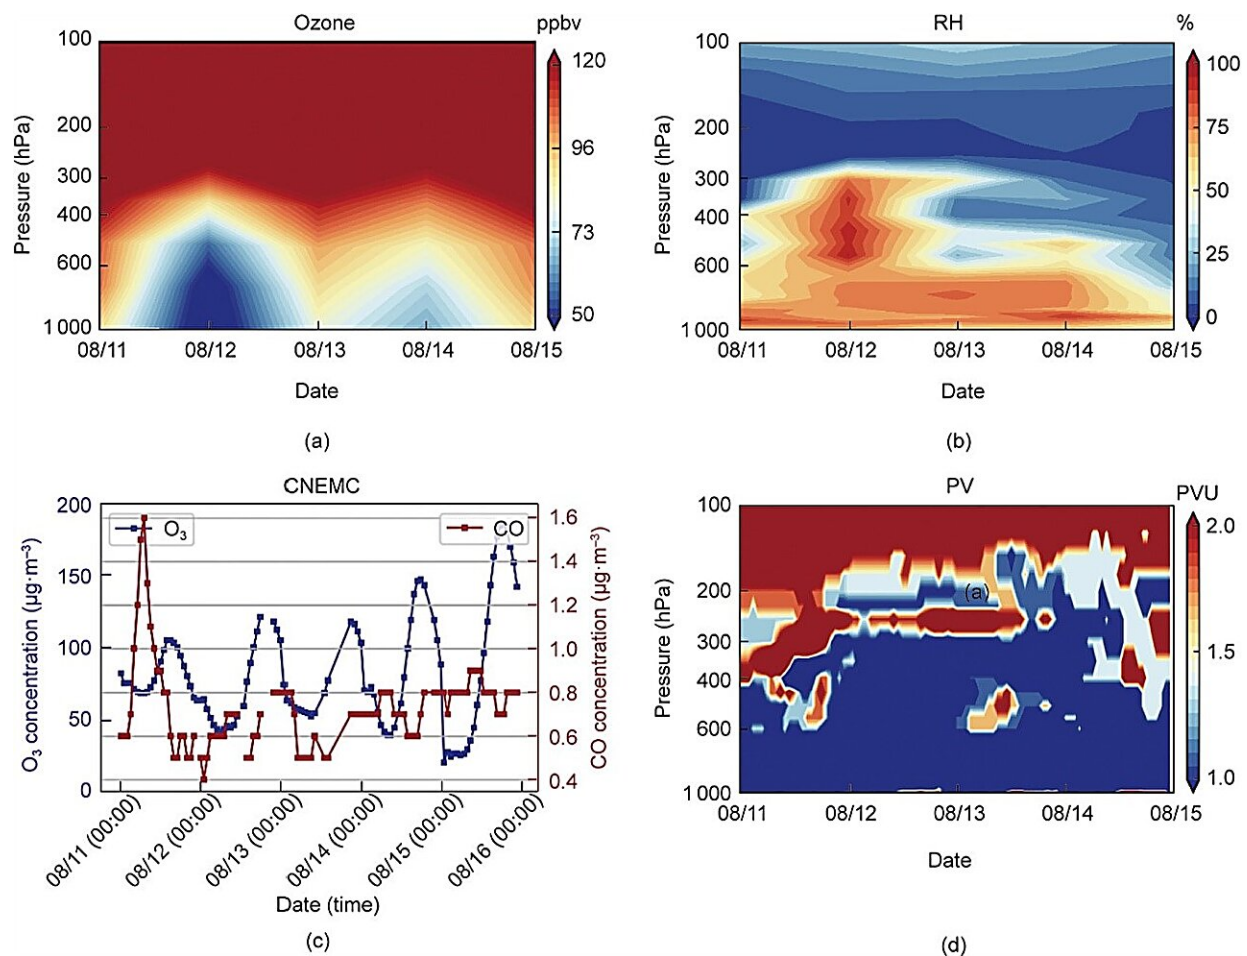 Ozone
ppbv
100
200
300
400
600
1 000
Pressure (hPa)
120
96
73
50
08/11
08/12
08/13
08/14
08/15
Date
(a)
RH
%
100
200
300
400
600
1 000
Pressure (hPa)
100
75
50
25
0
08/11
08/12
08/13
08/14
08/15
Date
(b)
CNEMC
200
150
100
50
0
O₃ concentration (μg·m⁻³)
O₃
CO
1.6
1.4
1.2
1.0
0.8
0.6
0.4
CO concentration (μg·m⁻³)
08/11 (00:00)
08/12 (00:00)
08/13 (00:00)
08/14 (00:00)
08/15 (00:00)
08/16 (00:00)
Date (time)
(c)
PV
PVU
100
200
300
400
600
1 000
Pressure (hPa)
(a)
2.0
1.5
1.0
08/11
08/12
08/13
08/14
08/15
Date
(d)